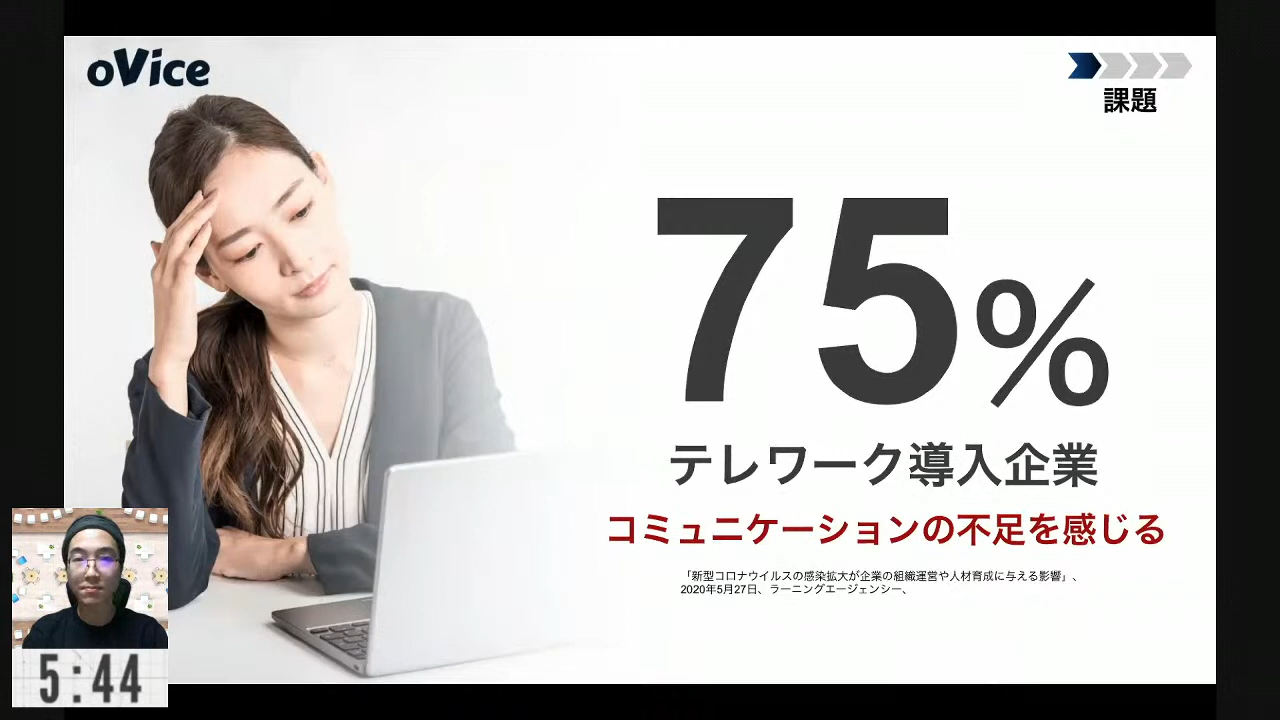 oVice
課題
75%
テレワーク導入企業
コミュニケーションの不足を感じる
「新型コロナウイルスの感染拡大が企業の組織運営や人材育成に与える影響」、
2020年5月27日、ラーニングエージェンシー、
5:44